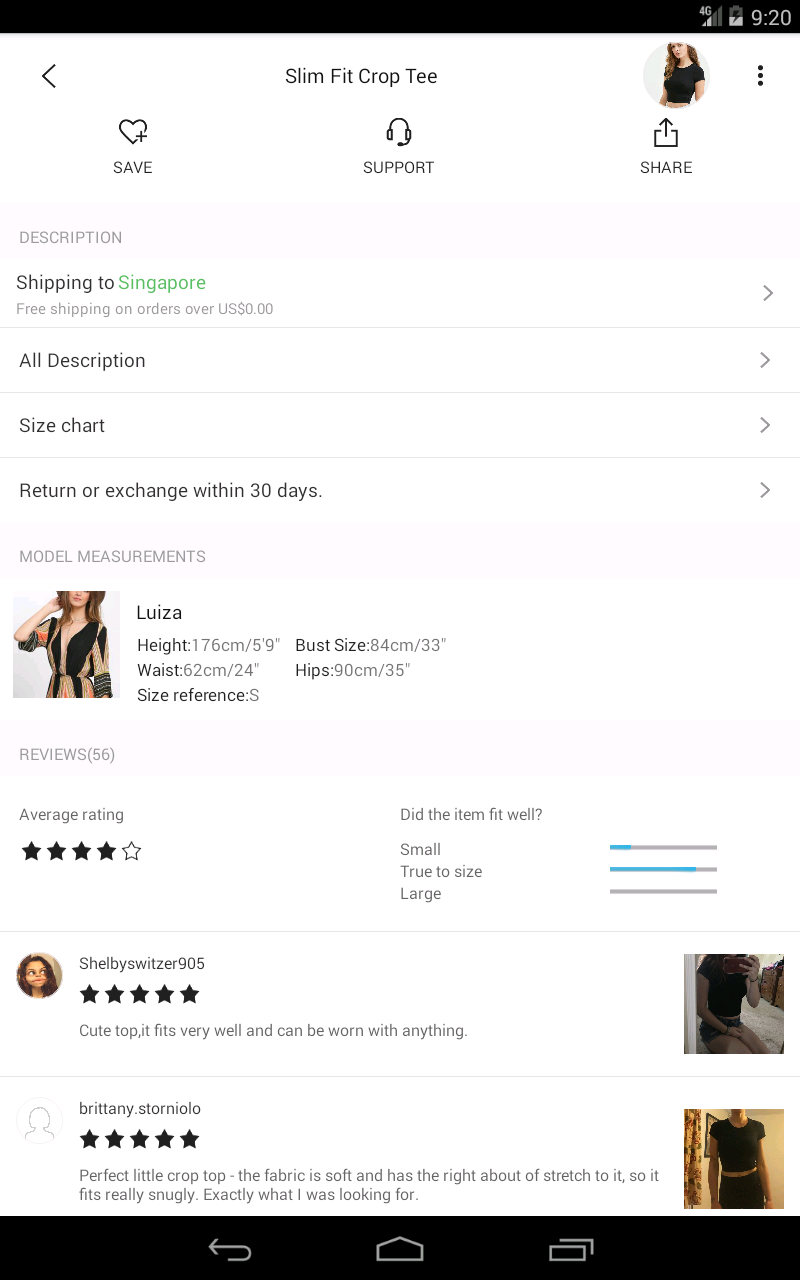 4G 9:20
Slim Fit Crop Tee
SAVE SUPPORT SHARE
DESCRIPTION
Shipping to Singapore
Free shipping on orders over US$0.00
All Description
Size chart
Return or exchange within 30 days.
MODEL MEASUREMENTS
Luiza
Height:176cm/5'9" Bust Size:84cm/33"
Waist:62cm/24" Hips:90cm/35"
Size reference:S
REVIEWS(56)
Average rating Did the item fit well?
Small
True to size
Large
Shelbyswitzer905
Cute top,it fits very well and can be worn with anything.
brittany.storniolo
Perfect little crop top - the fabric is soft and has the right about of stretch to it, so it
fits really snugly. Exactly what I was looking for.